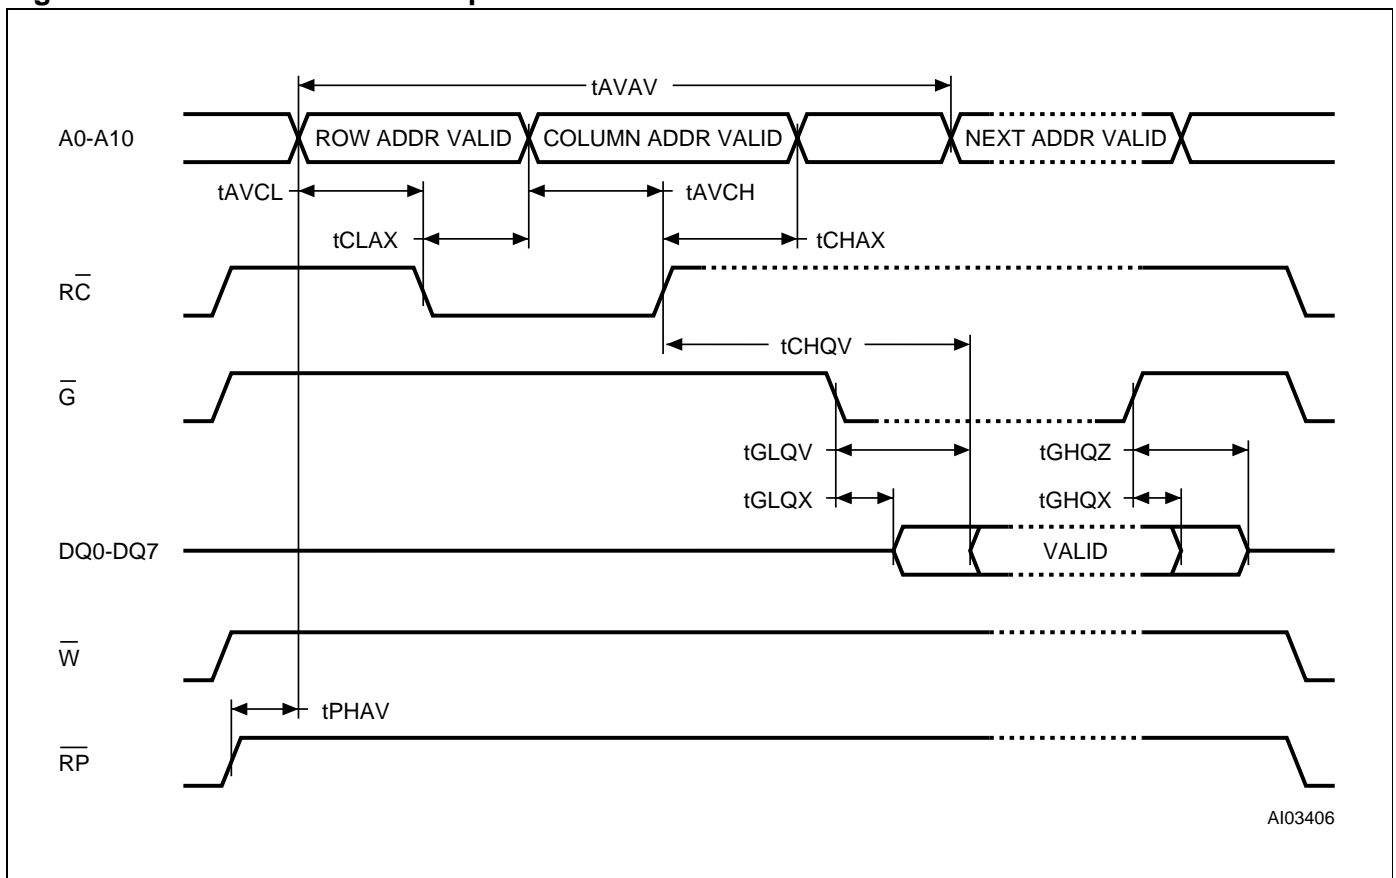 tAVAV
A0-A10
ROW ADDR VALID
COLUMN ADDR VALID
NEXT ADDR VALID
tAVCL
tAVCH
tCLAX
tCHAX
RC̅
tCHQV
G̅
tGLQV
tGHQZ
tGLQX
tGHQX
DQ0-DQ7
VALID
W̅
tPHAV
R̅P̅
AI03406